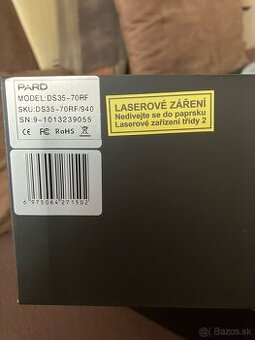 PARD
MODEL:DS35-70RF
SKU:DS35-70RF/940
SN:9-1013239055
CE FC RoHS
6 975064 271502
LASEROVÉ ZÁŘENÍ
Nedívejte se do paprsku
Laserové zařízení třídy 2
Bazos.sk